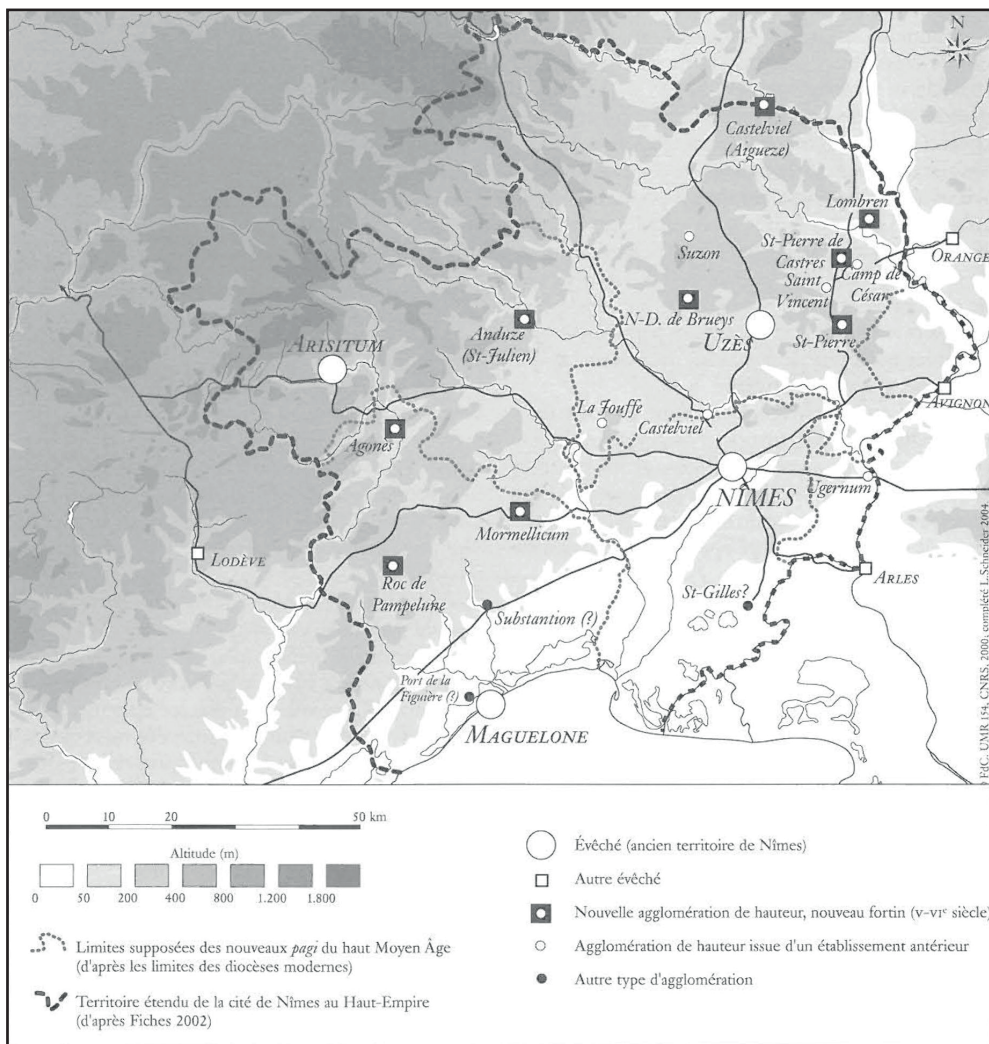 N
Castelviel
(Aigueze)
Lombren
Suzon
St-Pierre de
Castres
Saint
Vincent
Camp de
César
ORANGE
N-D. de Brueys
UZÈS
St-Pierre
Anduze
(St-Julien)
ARISITUM
AVIGNON
La Jouffe
Castelviel
Agonès
NÎMES
Ugernum
Mormellicum
LODÈVE
Roc de
Pampelune
ARLES
St-Gilles?
Substantion (?)
Port de la
Figuière (?)
MAGUELONE
FdC. UMR 154, CNRS, 2000; complété L.Schneider 2004.
0 10 20 50 km
Altitude (m)
0 50 200 400 800 1.200 1.800
Limites supposées des nouveaux pagi du haut Moyen Âge
(d'après les limites des diocèses modernes)
Territoire étendu de la cité de Nîmes au Haut-Empire
(d'après Fiches 2002)
Évêché (ancien territoire de Nîmes)
Autre évêché
Nouvelle agglomération de hauteur, nouveau fortin (V-VIe siècle)
Agglomération de hauteur issue d'un établissement antérieur
Autre type d'agglomération